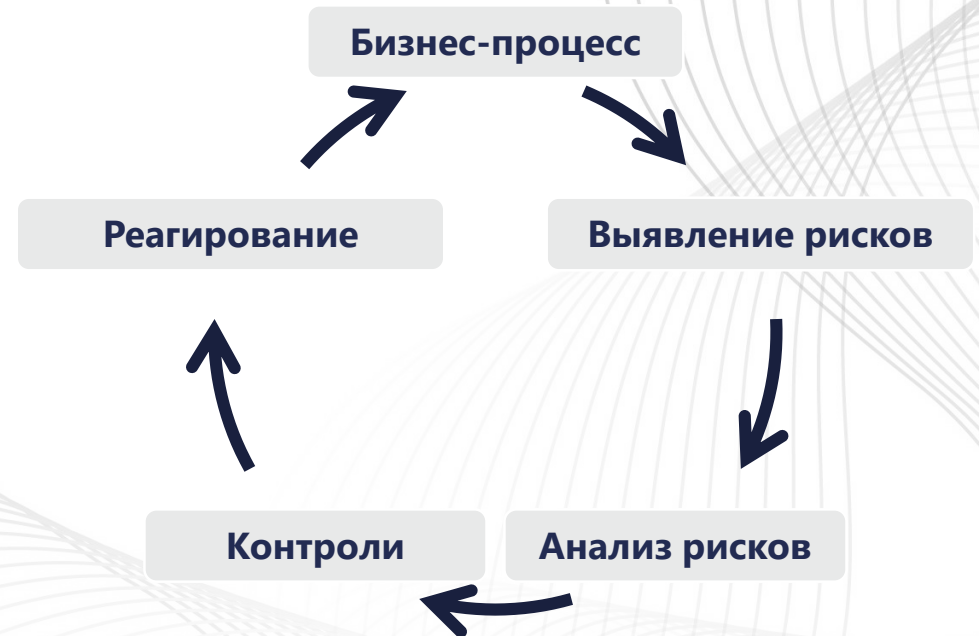 Бизнес-процесс
Выявление рисков
Анализ рисков
Контроли
Реагирование